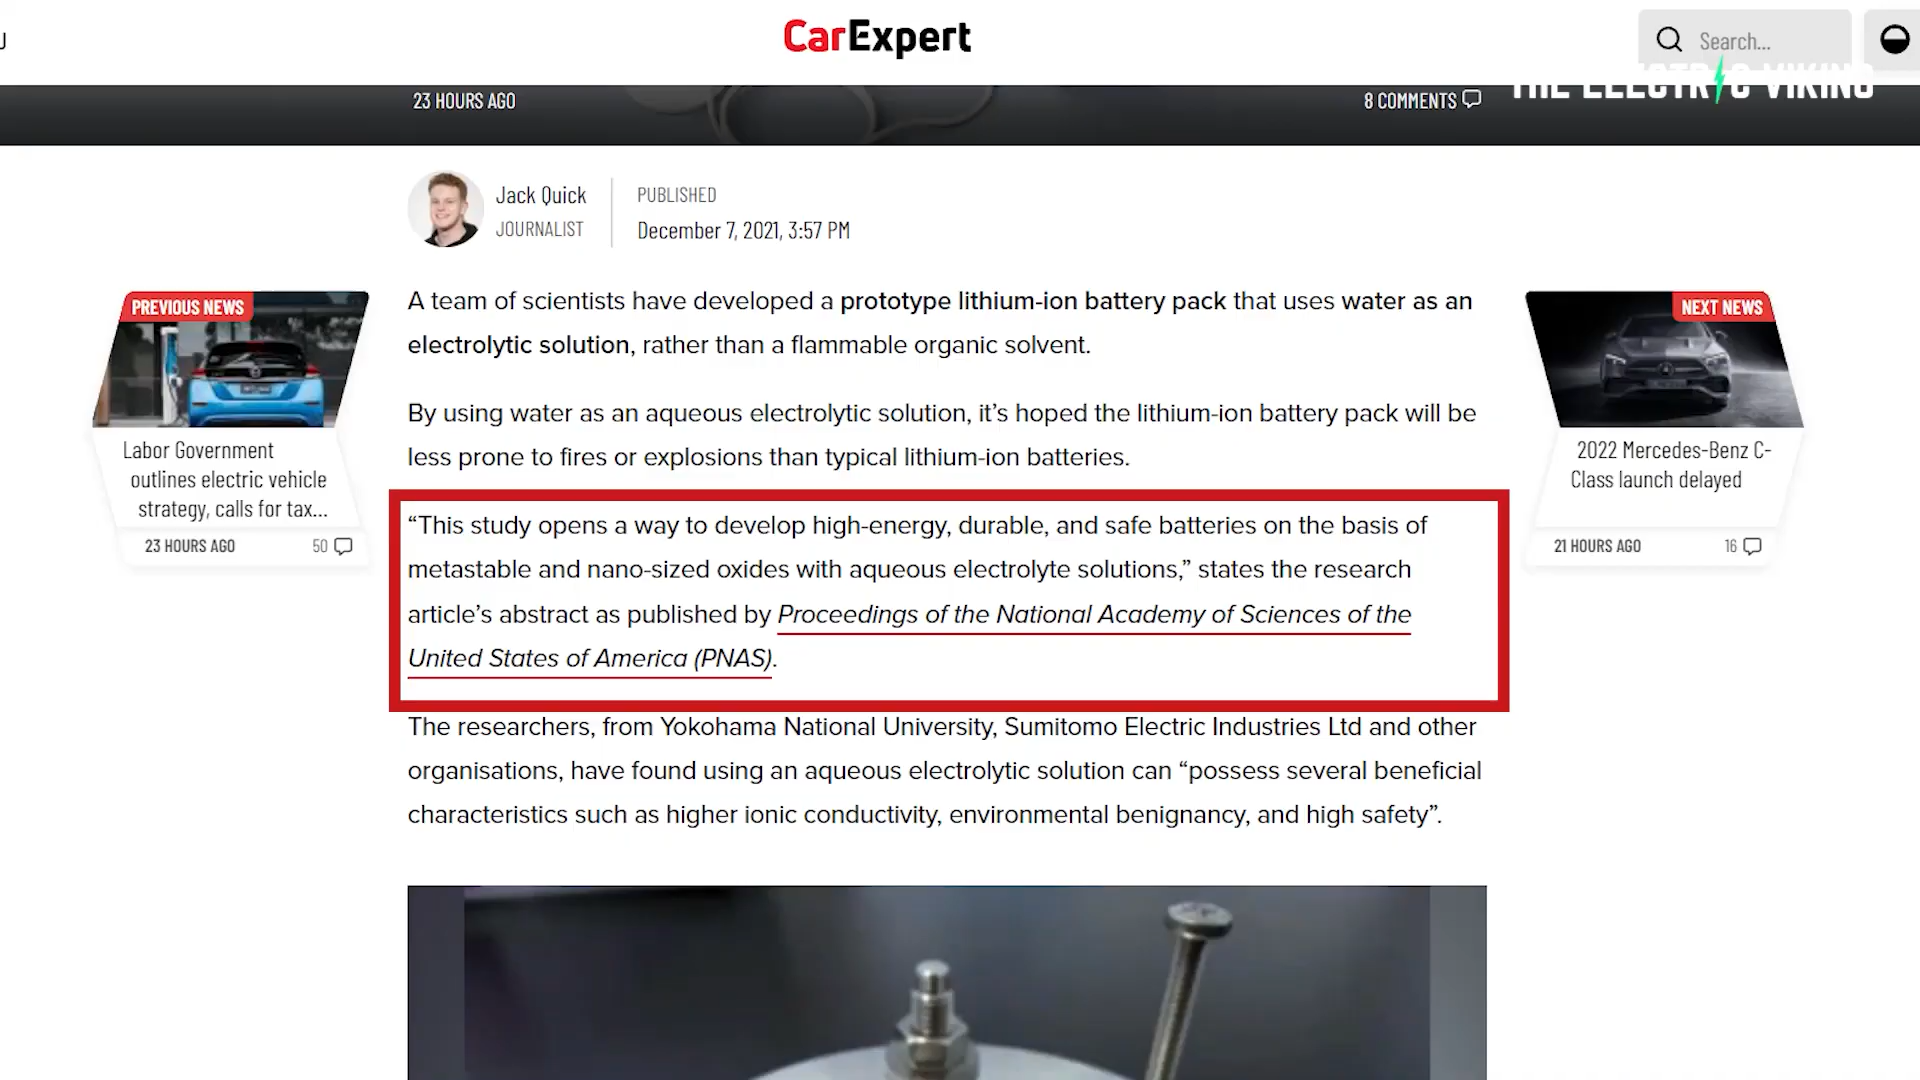 CarExpert
Search...
THE ELECTRIC VIKING
23 HOURS AGO
8 COMMENTS
Jack Quick
JOURNALIST
PUBLISHED
December 7, 2021, 3:57 PM
A team of scientists have developed a prototype lithium-ion battery pack that uses water as an
electrolytic solution, rather than a flammable organic solvent.
By using water as an aqueous electrolytic solution, it’s hoped the lithium-ion battery pack will be
less prone to fires or explosions than typical lithium-ion batteries.
“This study opens a way to develop high-energy, durable, and safe batteries on the basis of
metastable and nano-sized oxides with aqueous electrolyte solutions,” states the research
article’s abstract as published by Proceedings of the National Academy of Sciences of the
United States of America (PNAS).
The researchers, from Yokohama National University, Sumitomo Electric Industries Ltd and other
organisations, have found using an aqueous electrolytic solution can “possess several beneficial
characteristics such as higher ionic conductivity, environmental benignancy, and high safety”.
PREVIOUS NEWS
Labor Government
outlines electric vehicle
strategy, calls for tax...
23 HOURS AGO
50
NEXT NEWS
2022 Mercedes-Benz C-
Class launch delayed
21 HOURS AGO
16